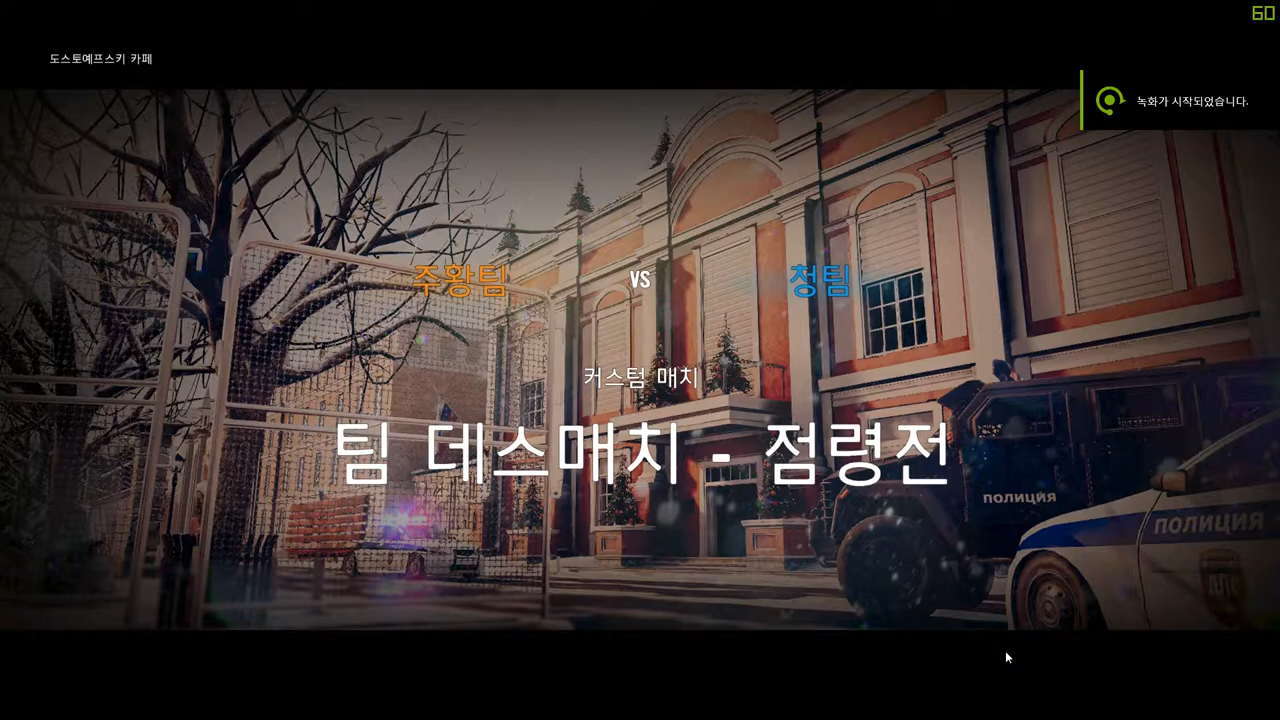 60
도스토예프스키 카페
녹화가 시작되었습니다.
주황팀 VS 청팀
커스텀 매치
팀 데스매치 - 점령전
ПОЛИЦИЯ
ПОЛИЦИЯ
ДПС